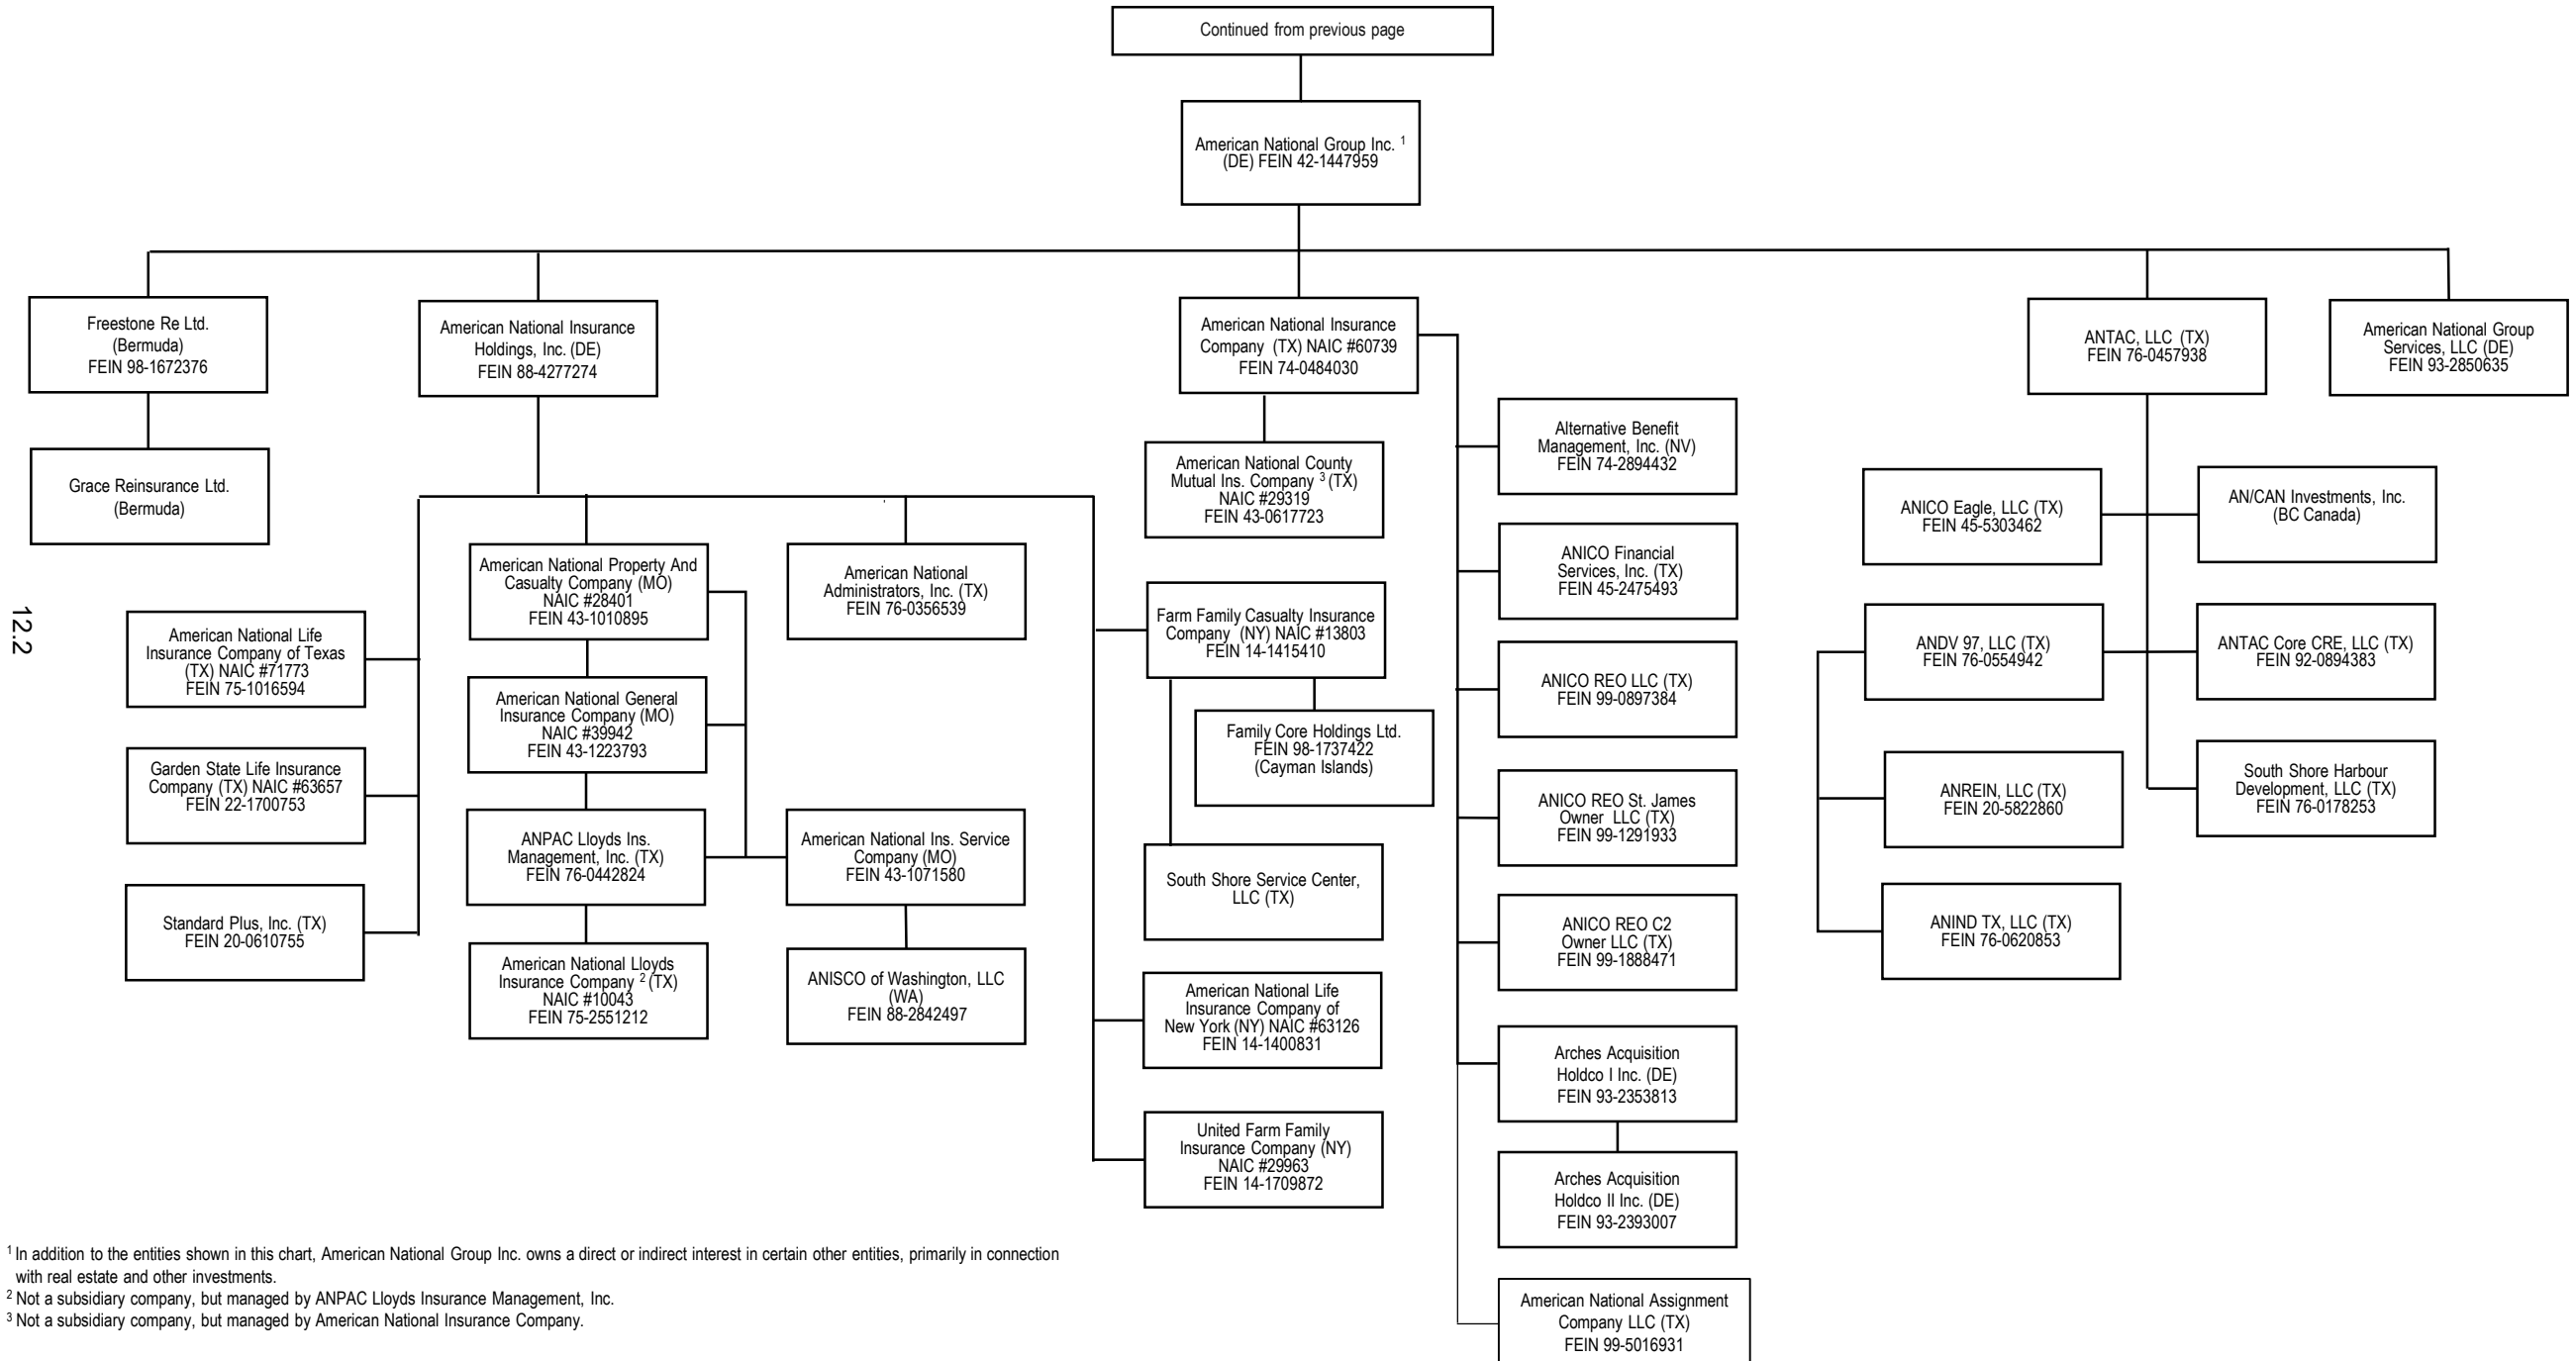 Continued from previous page
American National Group Inc. 1
(DE) FEIN 42-1447959
Freestone Re Ltd.
(Bermuda)
FEIN 98-1672376
American National Insurance
Holdings, Inc. (DE)
FEIN 88-4277274
American National Insurance
Company (TX) NAIC #60739
FEIN 74-0484030
ANTAC, LLC (TX)
FEIN 76-0457938
American National Group
Services, LLC (DE)
FEIN 93-2850635
Grace Reinsurance Ltd.
(Bermuda)
American National County
Mutual Ins. Company 3 (TX)
NAIC #29319
FEIN 43-0617723
Alternative Benefit
Management, Inc. (NV)
FEIN 74-2894432
ANICO Eagle, LLC (TX)
FEIN 45-5303462
AN/CAN Investments, Inc.
(BC Canada)
American National Property And
Casualty Company (MO)
NAIC #28401
FEIN 43-1010895
American National
Administrators, Inc. (TX)
FEIN 76-0356539
ANICO Financial
Services, Inc. (TX)
FEIN 45-2475493
12.2
American National Life
Insurance Company of Texas
(TX) NAIC #71773
FEIN 75-1016594
Farm Family Casualty Insurance
Company (NY) NAIC #13803
FEIN 14-1415410
ANDV 97, LLC (TX)
FEIN 76-0554942
ANTAC Core CRE, LLC (TX)
FEIN 92-0894383
American National General
Insurance Company (MO)
NAIC #39942
FEIN 43-1223793
ANICO REO LLC (TX)
FEIN 99-0897384
Family Core Holdings Ltd.
FEIN 98-1737422
(Cayman Islands)
Garden State Life Insurance
Company (TX) NAIC #63657
FEIN 22-1700753
ANREIN, LLC (TX)
FEIN 20-5822860
South Shore Harbour
Development, LLC (TX)
FEIN 76-0178253
ANICO REO St. James
Owner LLC (TX)
FEIN 99-1291933
ANPAC Lloyds Ins.
Management, Inc. (TX)
FEIN 76-0442824
American National Ins. Service
Company (MO)
FEIN 43-1071580
South Shore Service Center,
LLC (TX)
Standard Plus, Inc. (TX)
FEIN 20-0610755
ANICO REO C2
Owner LLC (TX)
FEIN 99-1888471
ANIND TX, LLC (TX)
FEIN 76-0620853
American National Lloyds
Insurance Company 2 (TX)
NAIC #10043
FEIN 75-2551212
ANISCO of Washington, LLC
(WA)
FEIN 88-2842497
American National Life
Insurance Company of
New York (NY) NAIC #63126
FEIN 14-1400831
Arches Acquisition
Holdco I Inc. (DE)
FEIN 93-2353813
United Farm Family
Insurance Company (NY)
NAIC #29963
FEIN 14-1709872
Arches Acquisition
Holdco II Inc. (DE)
FEIN 93-2393007
American National Assignment
Company LLC (TX)
FEIN 99-5016931
1 In addition to the entities shown in this chart, American National Group Inc. owns a direct or indirect interest in certain other entities, primarily in connection
with real estate and other investments.
2 Not a subsidiary company, but managed by ANPAC Lloyds Insurance Management, Inc.
3 Not a subsidiary company, but managed by American National Insurance Company.